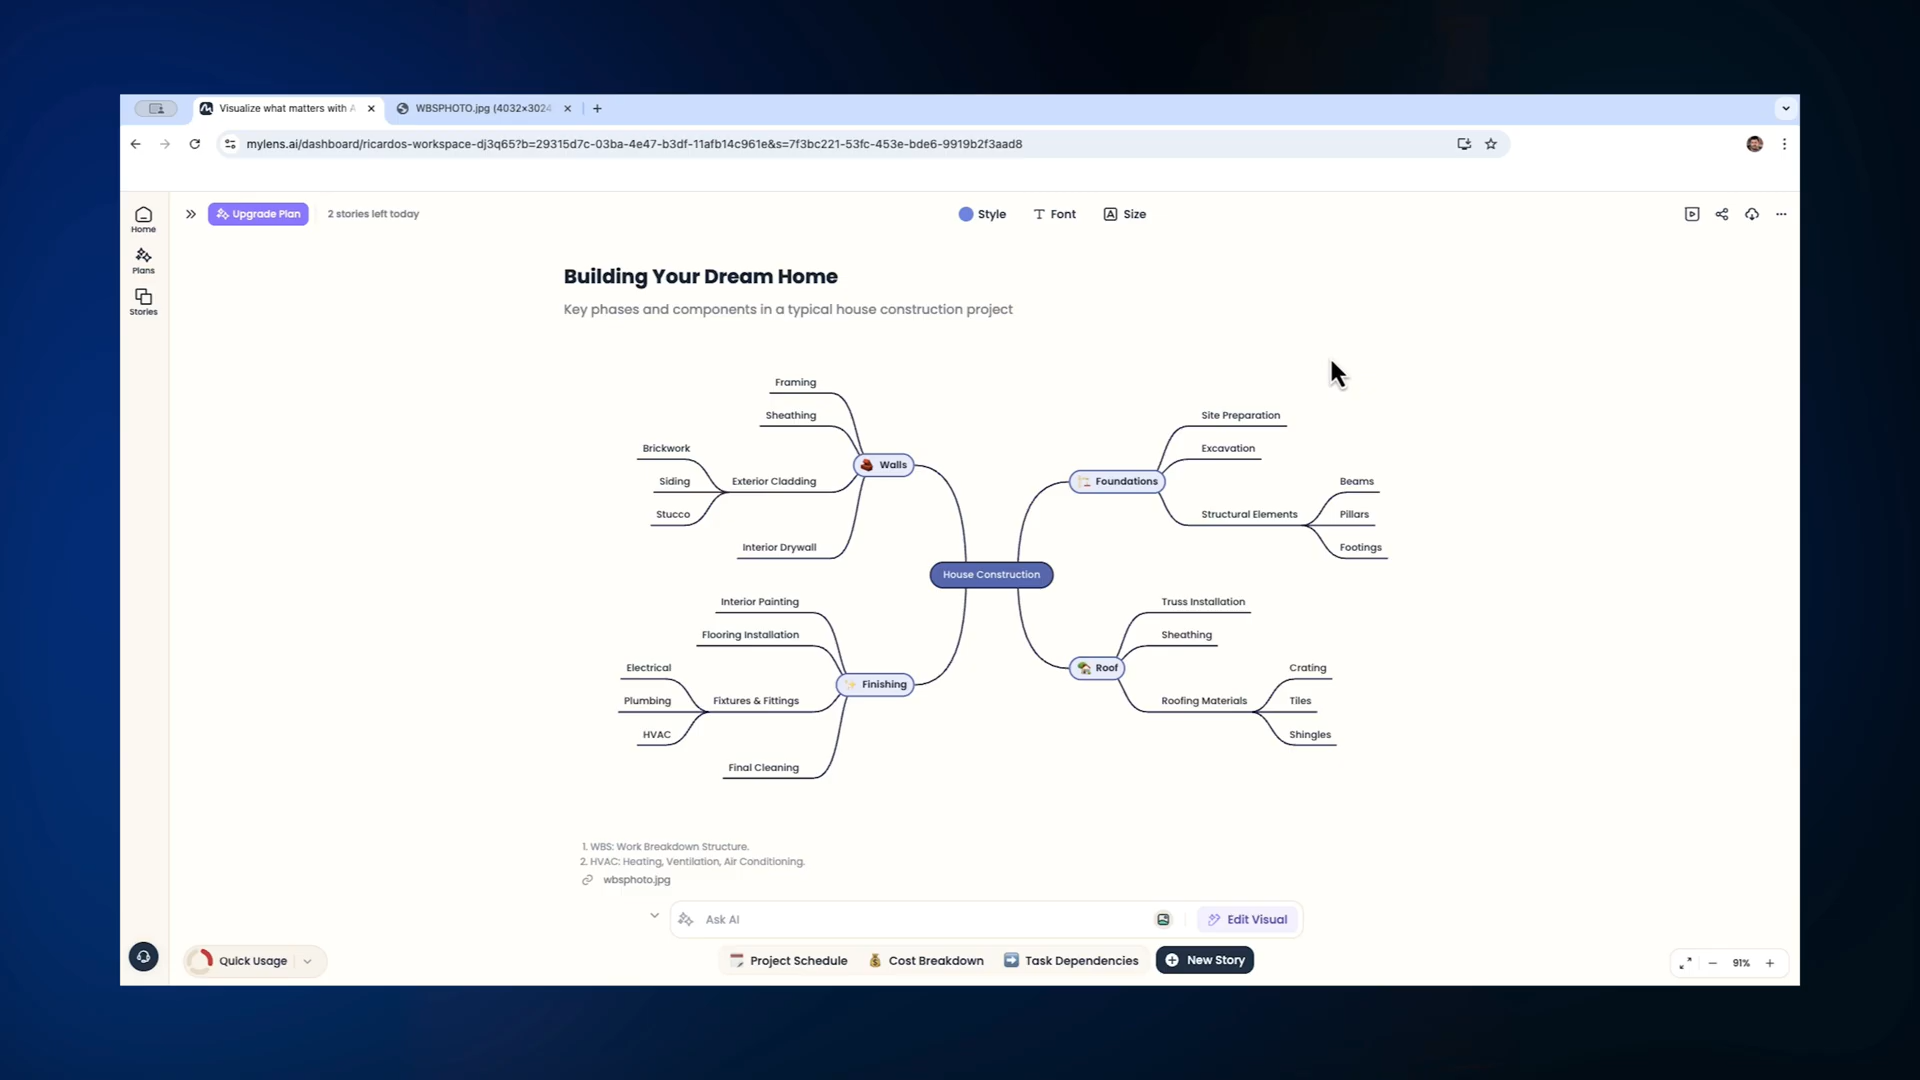 Visualize what matters with A
WBSPHOTO.jpg (4032×3024
mylens.ai/dashboard/ricardos-workspace-dj3q65?b=29315d7c-03ba-4e47-b3df-11afb14c961e&s=7f3bc221-53fc-453e-bde6-9919b2f3aad8
Home
Plans
Stories
Upgrade Plan
2 stories left today
Style
Font
Size
Building Your Dream Home
Key phases and components in a typical house construction project
Framing
Sheathing
Brickwork
Siding
Stucco
Exterior Cladding
Interior Drywall
Walls
Site Preparation
Excavation
Foundations
Structural Elements
Beams
Pillars
Footings
House Construction
Interior Painting
Flooring Installation
Electrical
Plumbing
HVAC
Fixtures & Fittings
Final Cleaning
Finishing
Truss Installation
Sheathing
Roof
Roofing Materials
Crating
Tiles
Shingles
1. WBS: Work Breakdown Structure.
2. HVAC: Heating, Ventilation, Air Conditioning.
wbsphoto.jpg
Ask AI
Edit Visual
Quick Usage
Project Schedule
Cost Breakdown
Task Dependencies
New Story
91%